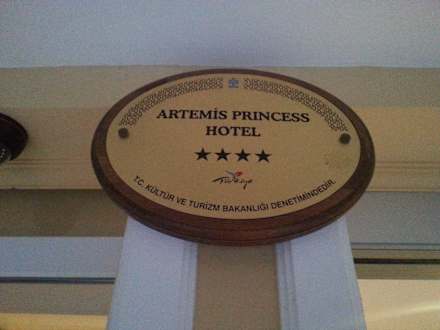 ARTEMİS PRINCESS
HOTEL
Türkiye
T.C. KÜLTÜR VE TURİZM BAKANLIĞI DENETİMİNDEDİR.